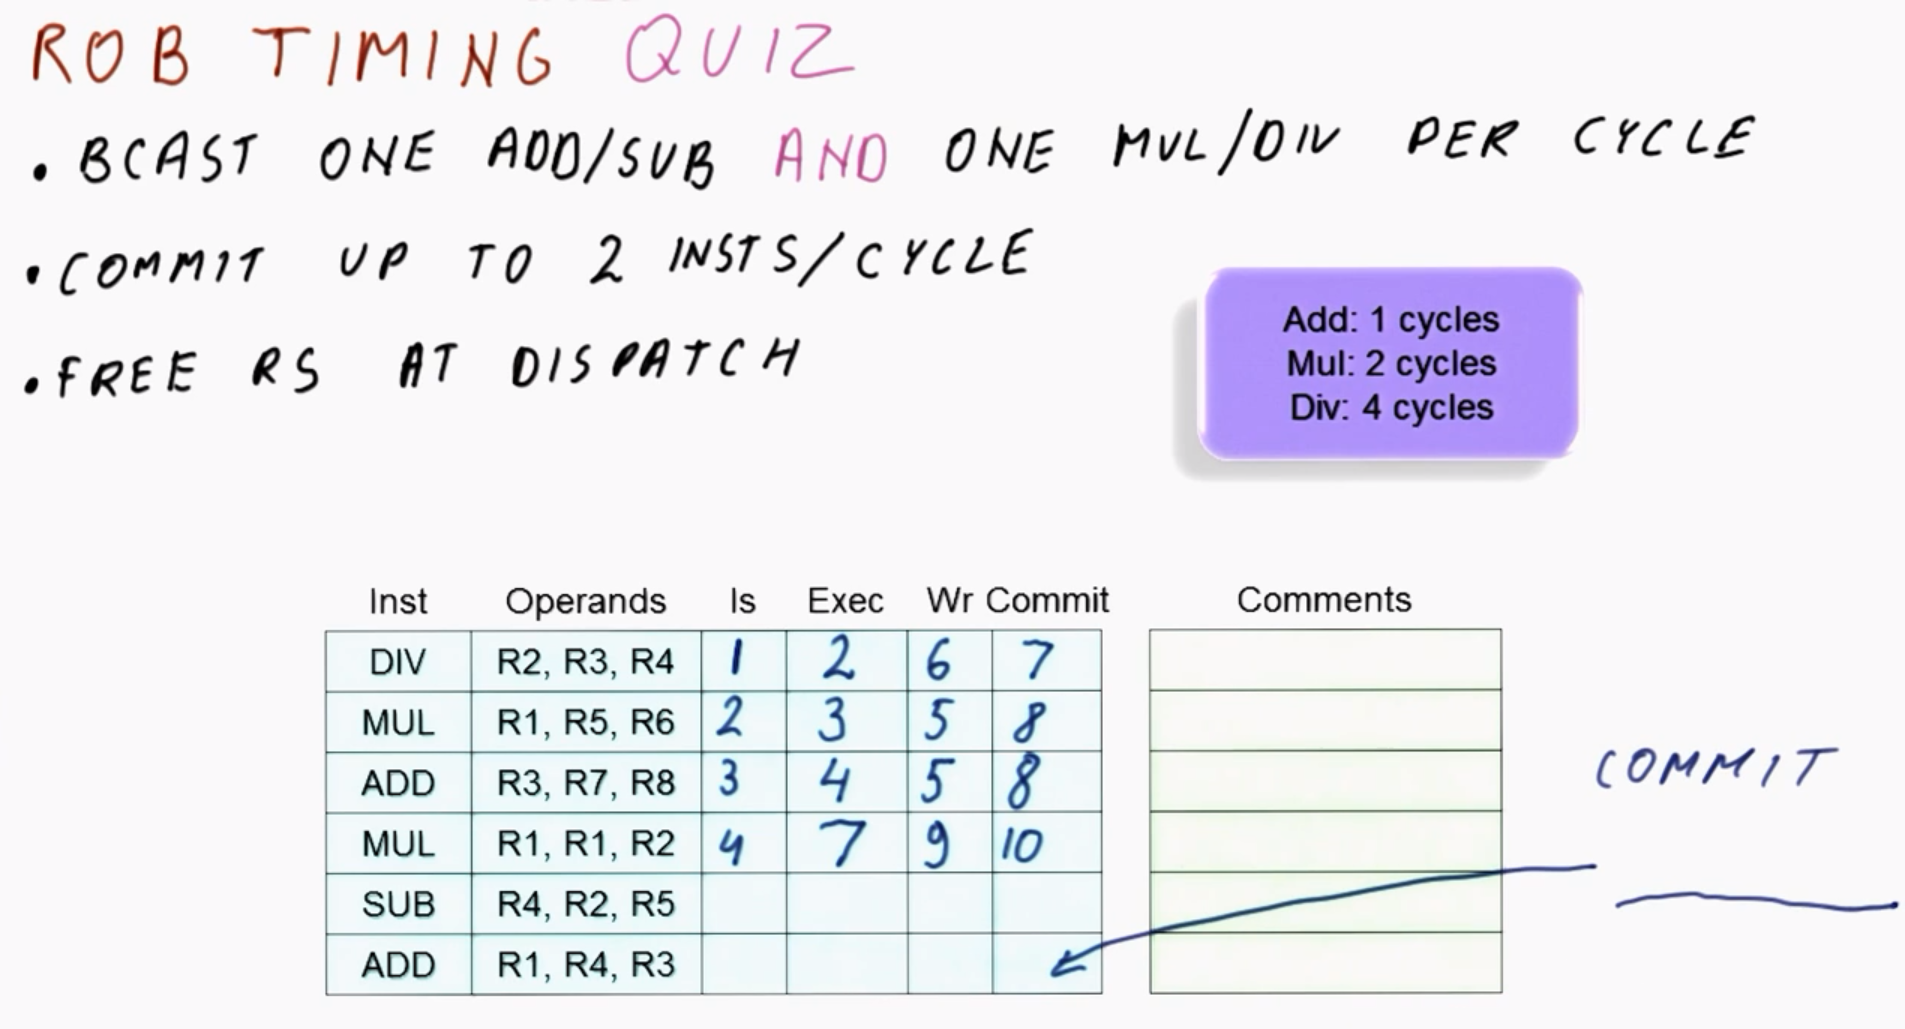 ROB TIMING QUIZ
• BCAST ONE ADD/SUB AND ONE MUL/DIV PER CYCLE
• COMMIT UP TO 2 INSTS/CYCLE
• FREE RS AT DISPATCH
Add: 1 cycles
Mul: 2 cycles
Div: 4 cycles
Inst Operands Is Exec Wr Commit Comments
DIV R2, R3, R4 1 2 6 7
MUL R1, R5, R6 2 3 5 8
ADD R3, R7, R8 3 4 5 8
MUL R1, R1, R2 4 7 9 10
SUB R4, R2, R5
ADD R1, R4, R3
COMMIT